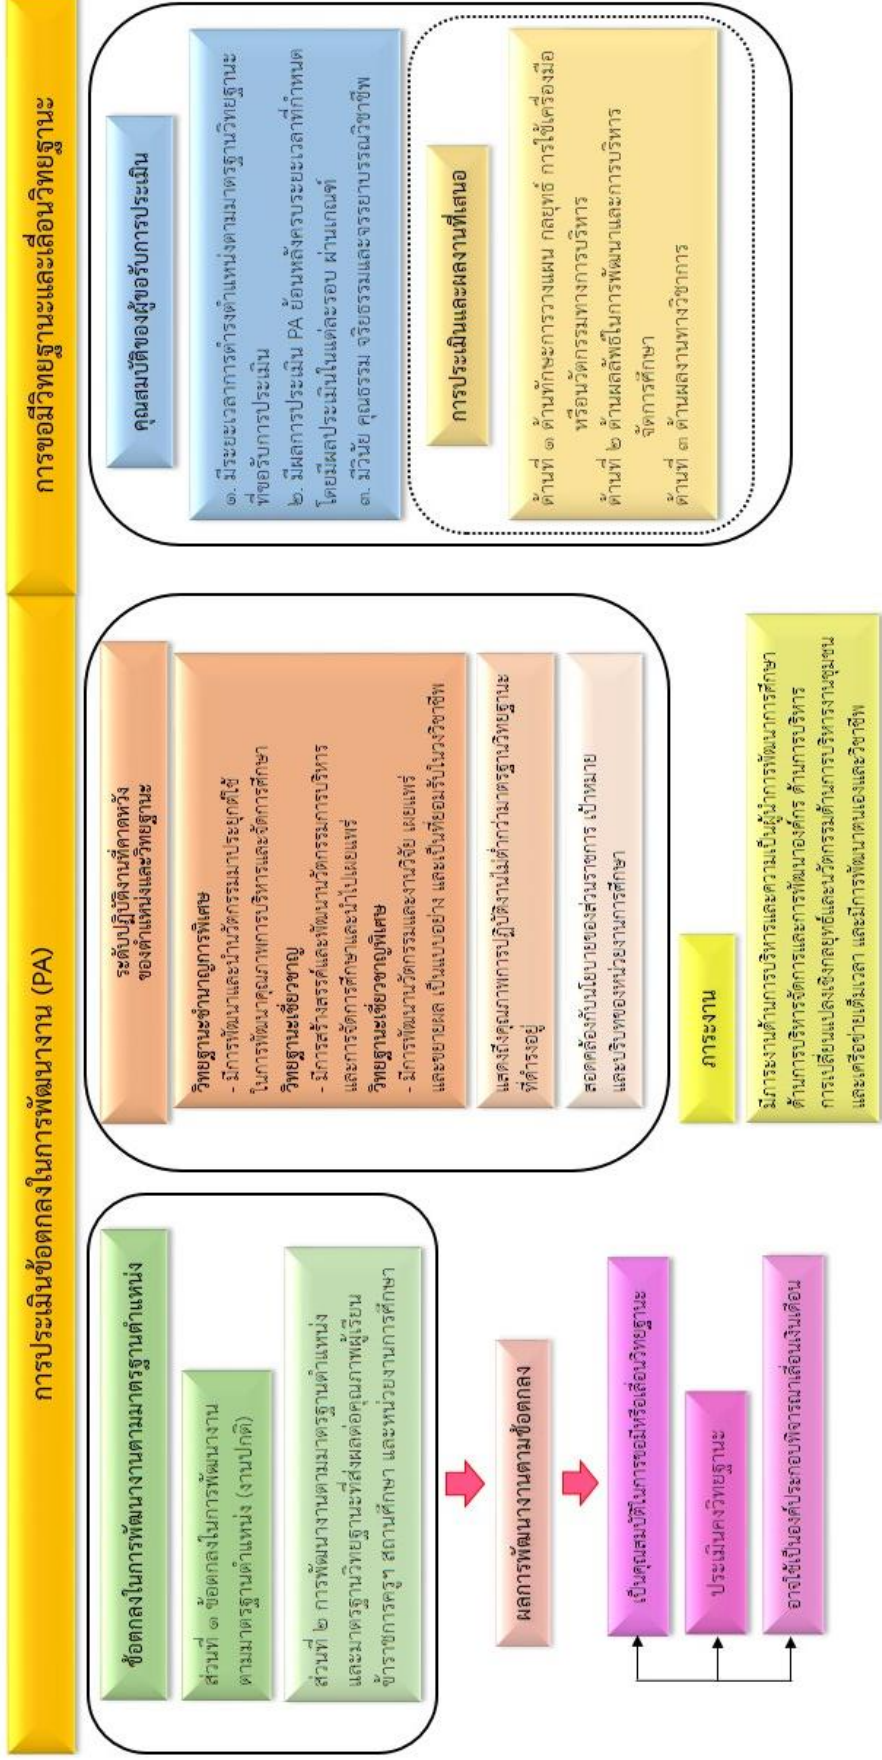 การประเมินข้อตกลงในการพัฒนางาน (PA)
ข้อตกลงในการพัฒนางานตามมาตรฐานตำแหน่ง
ส่วนที่ ๑ ข้อตกลงในการพัฒนางาน
ตามมาตรฐานตำแหน่ง (งานปกติ)
ส่วนที่ ๒ การพัฒนางานตามมาตรฐานตำแหน่ง
และมาตรฐานวิทยฐานะที่ส่งผลต่อคุณภาพผู้เรียน
ข้าราชการครูฯ สถานศึกษา และหน่วยงานการศึกษา
ผลการพัฒนางานตามข้อตกลง
เป็นคุณสมบัติในการขอมีหรือเลื่อนวิทยฐานะ
ประเมินคงวิทยฐานะ
อาจใช้เป็นองค์ประกอบพิจารณาเลื่อนเงินเดือน
ระดับปฏิบัติงานที่คาดหวัง
ของตำแหน่งและวิทยฐานะ
วิทยฐานะชำนาญการพิเศษ
- มีการพัฒนาและนำนวัตกรรมมาประยุกต์ใช้
ในการพัฒนาคุณภาพการบริหารและจัดการศึกษา
วิทยฐานะเชี่ยวชาญ
- มีการสร้างสรรค์และพัฒนานวัตกรรมการบริหาร
และการจัดการศึกษาและนำไปเผยแพร่
วิทยฐานะเชี่ยวชาญพิเศษ
- มีการพัฒนานวัตกรรมและงานวิจัย เผยแพร่
และขยายผล เป็นแบบอย่าง และเป็นที่ยอมรับในวงวิชาชีพ
แสดงถึงคุณภาพการปฏิบัติงานไม่ต่ำกว่ามาตรฐานวิทยฐานะ
ที่ดำรงอยู่
สอดคล้องกับนโยบายของส่วนราชการ เป้าหมาย
และบริบทของหน่วยงานการศึกษา
ภาระงาน
มีภาระงานด้านการบริหารและความเป็นผู้นำการพัฒนาการศึกษา
ด้านการบริหารจัดการและการพัฒนาองค์กร ด้านการบริหาร
การเปลี่ยนแปลงเชิงกลยุทธ์และนวัตกรรมด้านการบริหารงานชุมชน
และเครือข่ายเต็มเวลา และมีการพัฒนาตนเองและวิชาชีพ
การขอมีวิทยฐานะและเลื่อนวิทยฐานะ
คุณสมบัติของผู้ขอรับการประเมิน
๑. มีระยะเวลาการดำรงตำแหน่งตามมาตรฐานวิทยฐานะ
ที่ขอรับการประเมิน
๒. มีผลการประเมิน PA ย้อนหลังครบระยะเวลาที่กำหนด
โดยมีผลประเมินในแต่ละรอบ ผ่านเกณฑ์
๓. มีวินัย คุณธรรม จริยธรรมและจรรยาบรรณวิชาชีพ
การประเมินและผลงานที่เสนอ
ด้านที่ ๑ ด้านทักษะการวางแผน กลยุทธ์ การใช้เครื่องมือ
หรือนวัตกรรมทางการบริหาร
ด้านที่ ๒ ด้านผลลัพธ์ในการพัฒนาและการบริหาร
จัดการศึกษา
ด้านที่ ๓ ด้านผลงานทางวิชาการ